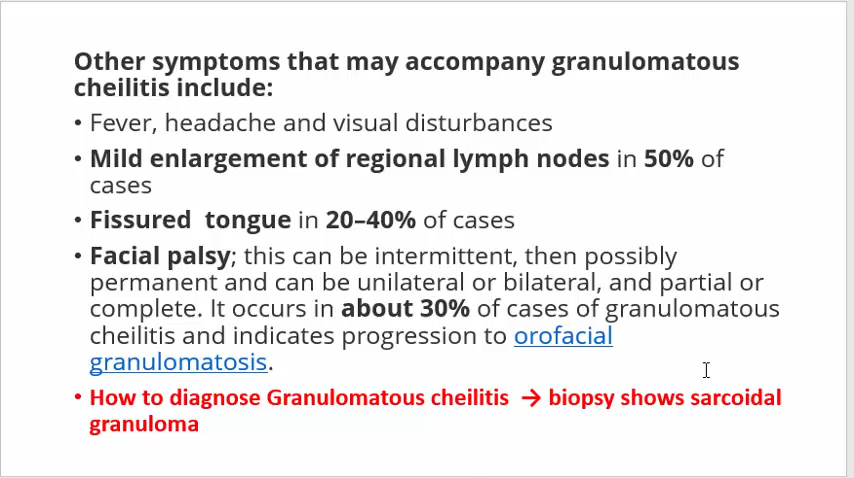 Other symptoms that may accompany granulomatous
cheilitis include:
• Fever, headache and visual disturbances
• Mild enlargement of regional lymph nodes in 50% of
cases
• Fissured  tongue in 20–40% of cases
• Facial palsy; this can be intermittent, then possibly
permanent and can be unilateral or bilateral, and partial or
complete. It occurs in about 30% of cases of granulomatous
cheilitis and indicates progression to orofacial
granulomatosis.
• How to diagnose Granulomatous cheilitis → biopsy shows sarcoidal
granuloma